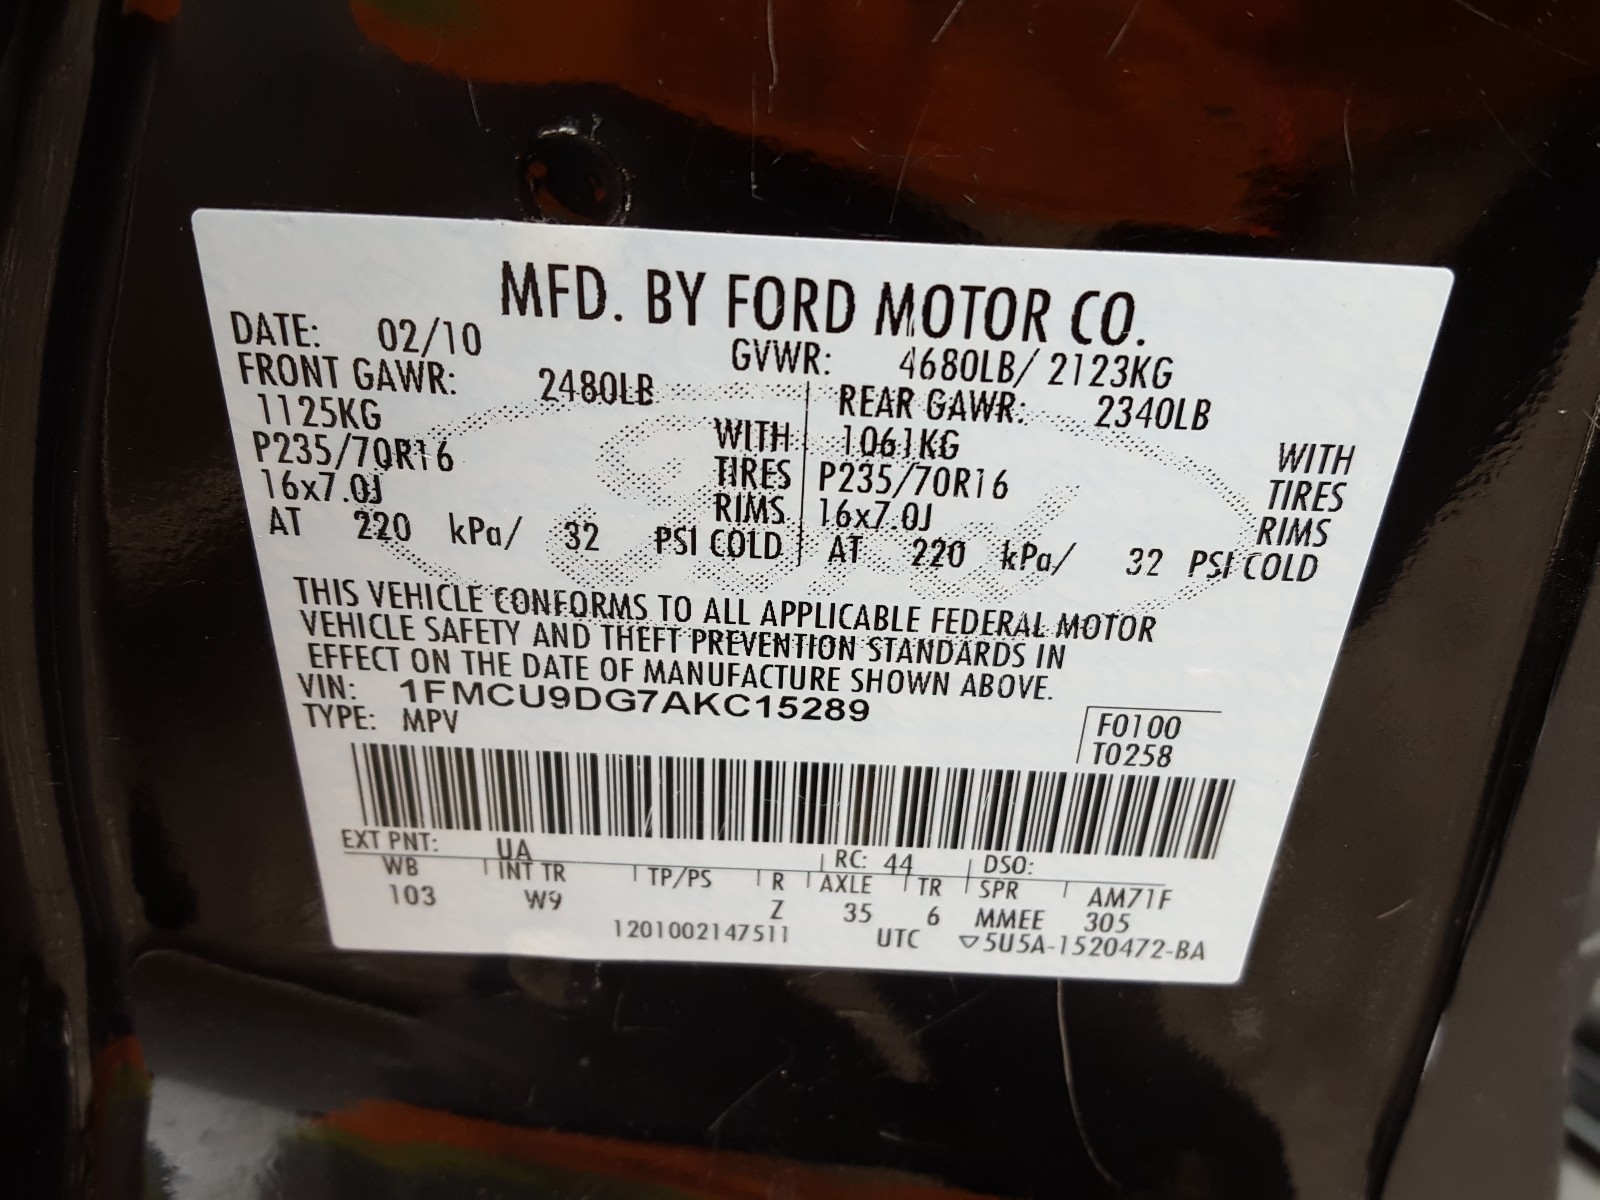 MFD. BY FORD MOTOR CO.
DATE: 02/10 GVWR: 4680LB/ 2123KG
FRONT GAWR: 2480LB REAR GAWR: 2340LB
1125KG WITH 1061KG WITH
P235/70R16 TIRES P235/70R16 TIRES
16x7.0J RIMS 16x7.0J RIMS
AT 220 kPa/ 32 PSI COLD AT 220 kPa/ 32 PSI COLD
THIS VEHICLE CONFORMS TO ALL APPLICABLE FEDERAL MOTOR
VEHICLE SAFETY AND THEFT PREVENTION STANDARDS IN
EFFECT ON THE DATE OF MANUFACTURE SHOWN ABOVE.
VIN: 1FMCU9DG7AKC15289
TYPE: MPV
F0100
T0258
EXT PNT: UA RC: 44 DSO:
WB INT TR TP/PS R AXLE TR SPR AM71F
103 W9 Z 35 6 MMEE 305
1201002147511 UTC ▽5U5A-1520472-BA